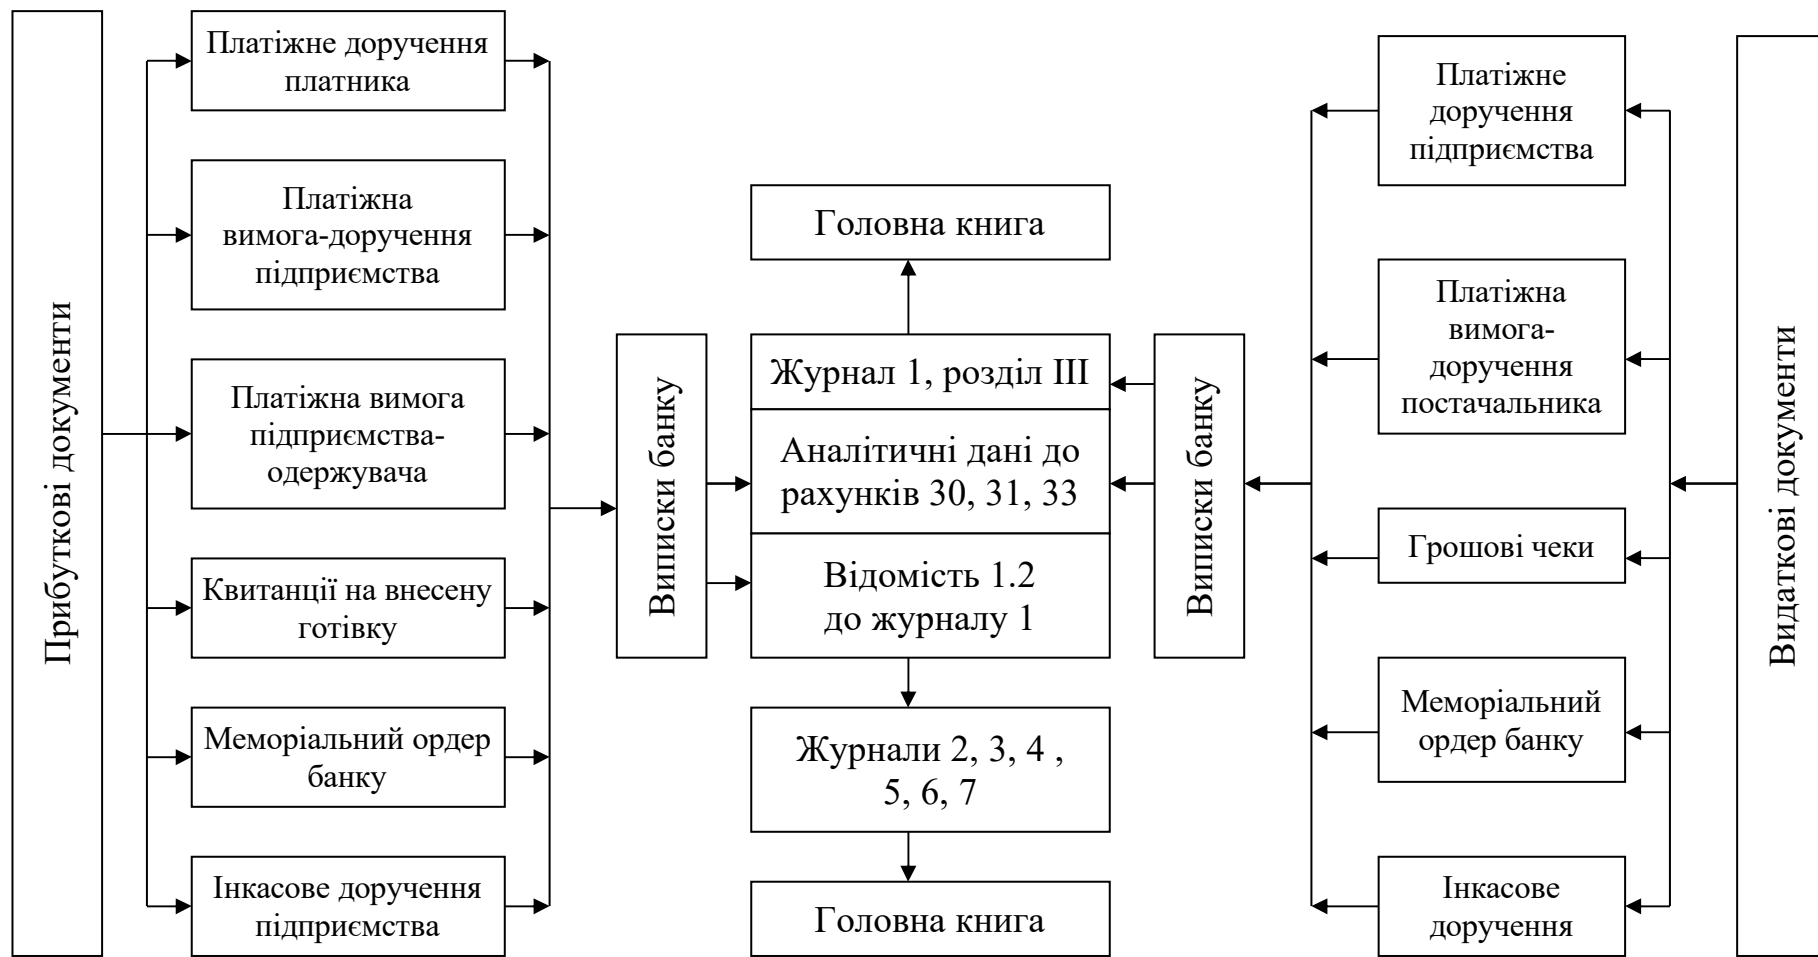 Прибуткові документи
Платіжне доручення
платника
Платіжна
вимога-доручення
підприємства
Платіжна вимога
підприємства-
одержувача
Квитанції на внесену
готівку
Меморіальний ордер
банку
Інкасове доручення
підприємства
Виписки банку
Головна книга
Журнал 1, розділ ІІІ
Аналітичні дані до
рахунків 30, 31, 33
Відомість 1.2
до журналу 1
Журнали 2, 3, 4 ,
5, 6, 7
Головна книга
Виписки банку
Платіжне
доручення
підприємства
Платіжна
вимога-
доручення
постачальника
Грошові чеки
Меморіальний
ордер банку
Інкасове
доручення
Видаткові документи